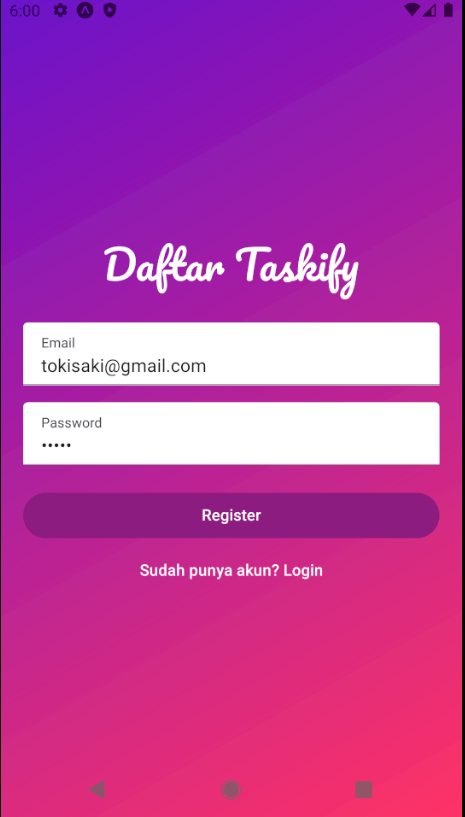 6:00
Daftar Taskify
Email
tokisaki@gmail.com
Password
•••••
Register
Sudah punya akun? Login